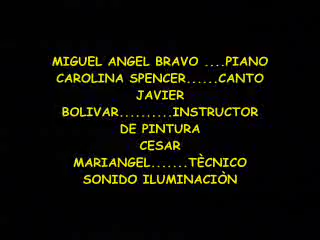 MIGUEL ANGEL BRAVO ....PIANO
CAROLINA SPENCER......CANTO
JAVIER
BOLIVAR..........INSTRUCTOR
DE PINTURA
CESAR
MARIANGEL.......TÈCNICO
SONIDO ILUMINACIÒN